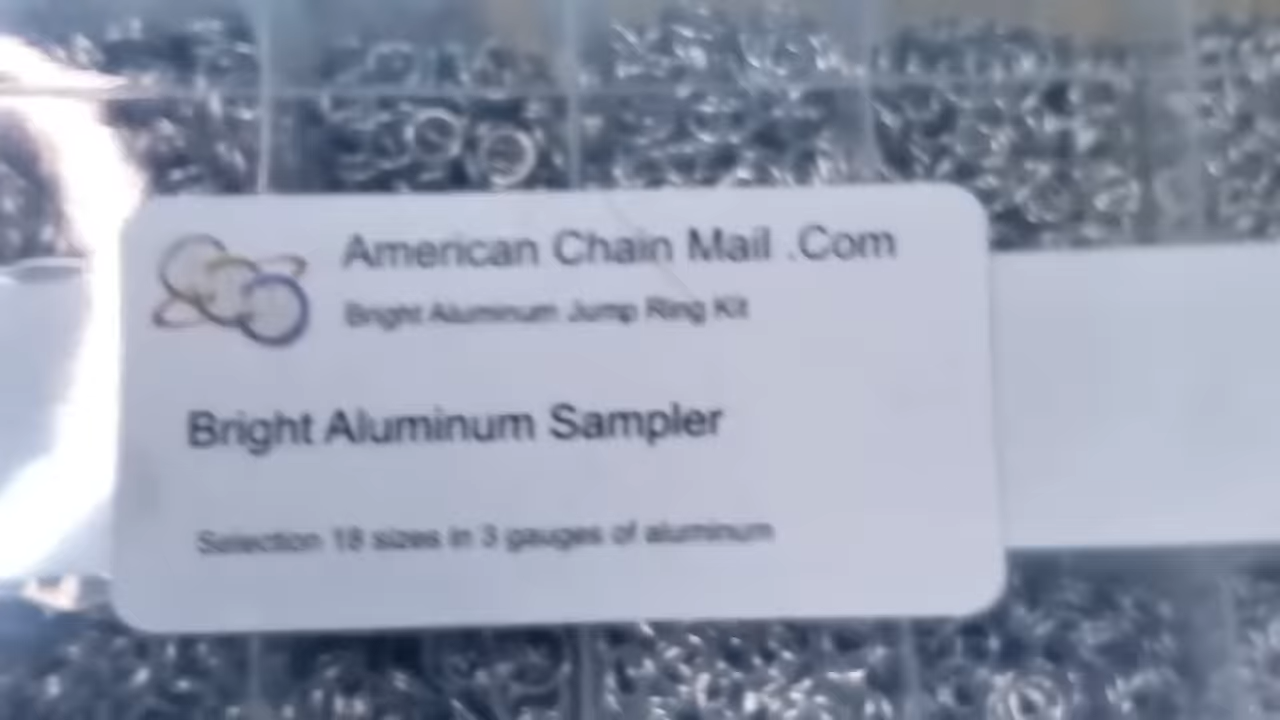 American Chain Mail .Com
Bright Aluminum Jump Ring Kit
Bright Aluminum Sampler
Selection 18 sizes in 3 gauges of aluminum